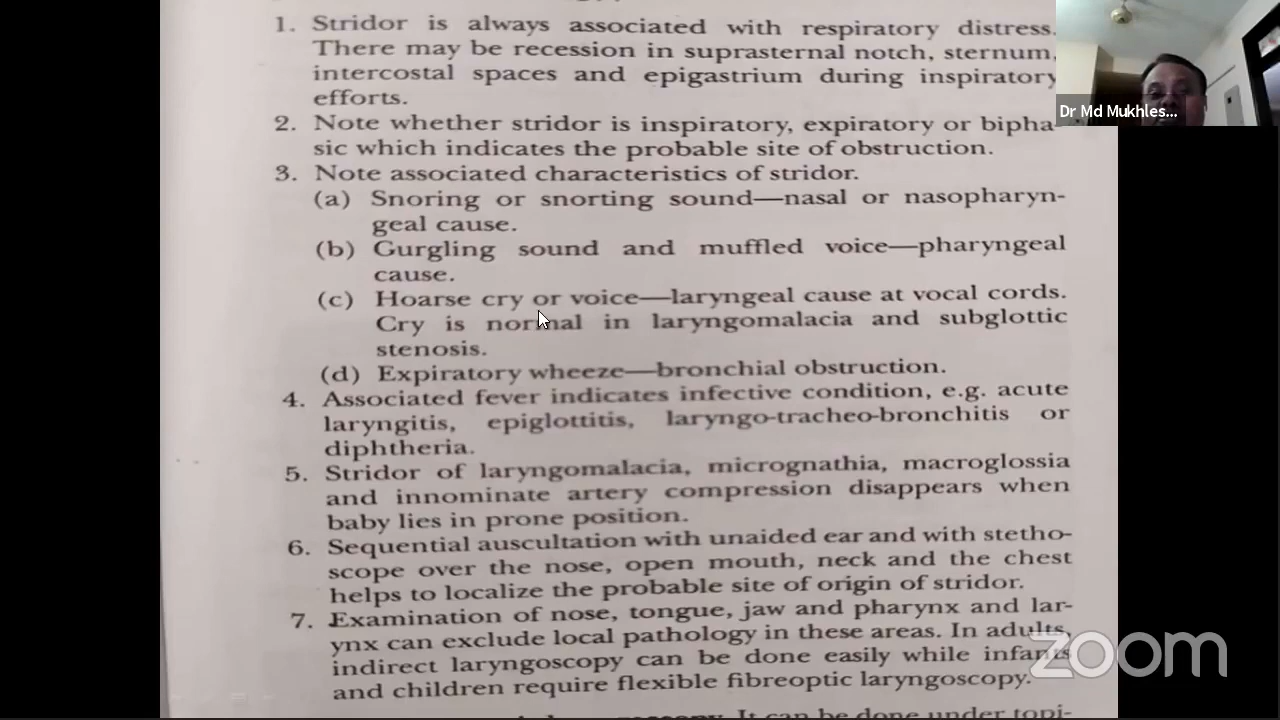 1. Stridor is always associated with respiratory distress.
There may be recession in suprasternal notch, sternum,
intercostal spaces and epigastrium during inspiratory
efforts.
2. Note whether stridor is inspiratory, expiratory or bipha-
sic which indicates the probable site of obstruction.
3. Note associated characteristics of stridor.
(a) Snoring or snorting sound—nasal or nasopharyn-
geal cause.
(b) Gurgling sound and muffled voice—pharyngeal
cause.
(c) Hoarse cry or voice—laryngeal cause at vocal cords.
Cry is normal in laryngomalacia and subglottic
stenosis.
(d) Expiratory wheeze—bronchial obstruction.
4. Associated fever indicates infective condition, e.g. acute
laryngitis, epiglottitis, laryngo-tracheo-bronchitis or
diphtheria.
5. Stridor of laryngomalacia, micrognathia, macroglossia
and innominate artery compression disappears when
baby lies in prone position.
6. Sequential auscultation with unaided ear and with stetho-
scope over the nose, open mouth, neck and the chest
helps to localize the probable site of origin of stridor.
7. Examination of nose, tongue, jaw and pharynx and lar-
ynx can exclude local pathology in these areas. In adults,
indirect laryngoscopy can be done easily while infants
and children require flexible fibreoptic laryngoscopy.
It can be done under topi-
Dr Md Mukhles...
zoom